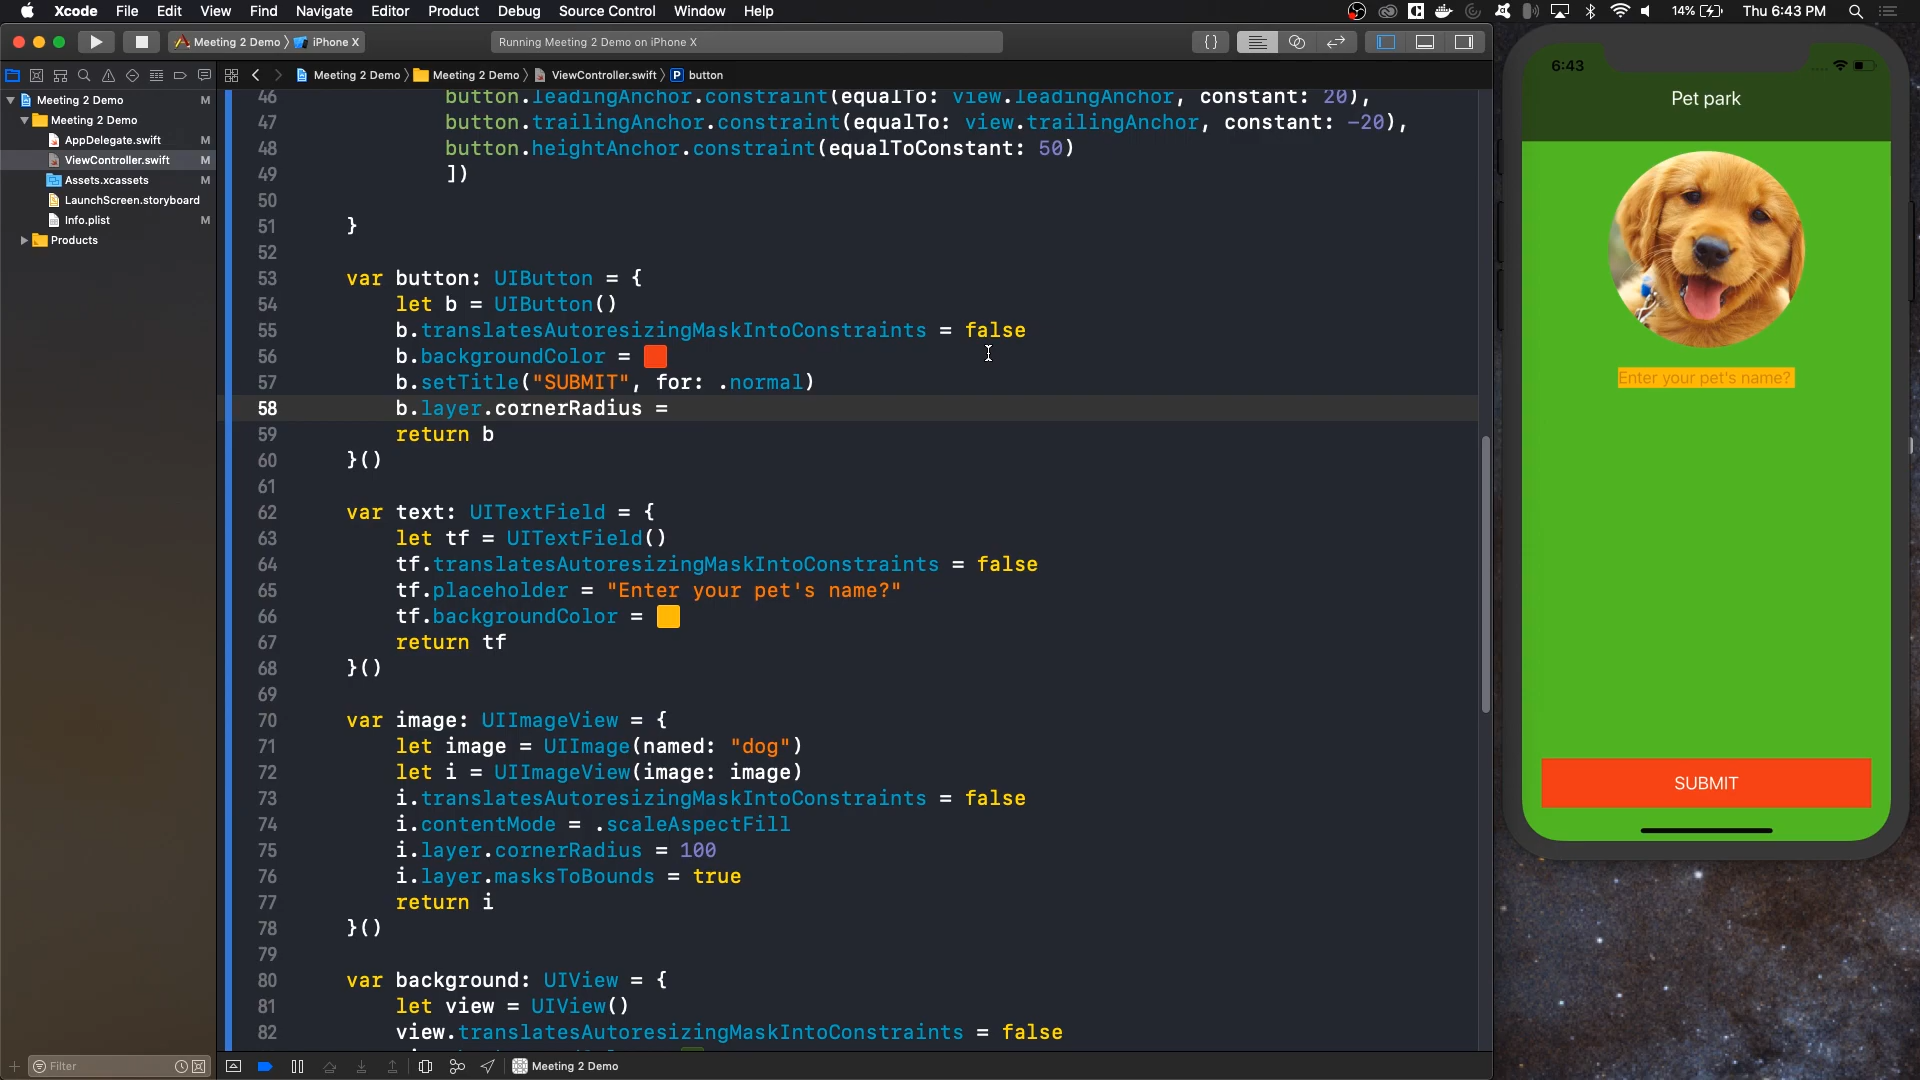 Xcode File Edit View Find Navigate Editor Product Debug Source Control Window Help 14% Thu 6:43 PM
Meeting 2 Demo iPhone X Running Meeting 2 Demo on iPhone X
Meeting 2 Demo Meeting 2 Demo ViewController.swift P button
Meeting 2 Demo M
Meeting 2 Demo
AppDelegate.swift M
ViewController.swift M
Assets.xcassets M
LaunchScreen.storyboard
Info.plist M
Products
Filter
46 button.leadingAnchor.constraint(equalTo: view.leadingAnchor, constant: 20),
47 button.trailingAnchor.constraint(equalTo: view.trailingAnchor, constant: -20),
48 button.heightAnchor.constraint(equalToConstant: 50)
49 ])
50
51 }
52
53 var button: UIButton = {
54 let b = UIButton()
55 b.translatesAutoresizingMaskIntoConstraints = false
56 b.backgroundColor =
57 b.setTitle("SUBMIT", for: .normal)
58 b.layer.cornerRadius =
59 return b
60 }()
61
62 var text: UITextField = {
63 let tf = UITextField()
64 tf.translatesAutoresizingMaskIntoConstraints = false
65 tf.placeholder = "Enter your pet's name?"
66 tf.backgroundColor =
67 return tf
68 }()
69
70 var image: UIImageView = {
71 let image = UIImage(named: "dog")
72 let i = UIImageView(image: image)
73 i.translatesAutoresizingMaskIntoConstraints = false
74 i.contentMode = .scaleAspectFill
75 i.layer.cornerRadius = 100
76 i.layer.masksToBounds = true
77 return i
78 }()
79
80 var background: UIView = {
81 let view = UIView()
82 view.translatesAutoresizingMaskIntoConstraints = false
Meeting 2 Demo
6:43
Pet park
Enter your pet's name?
SUBMIT